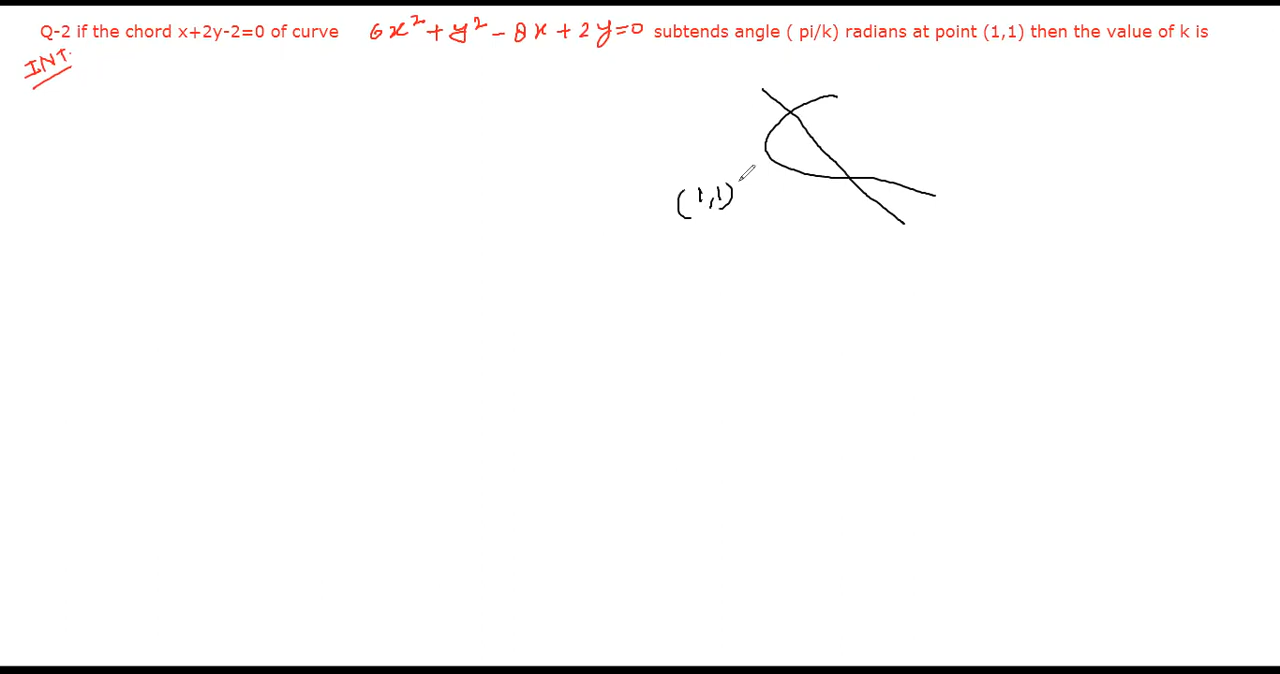 Q-2 if the chord x+2y-2=0 of curve 6x²+y²-8x+2y=0 subtends angle ( pi/k) radians at point (1,1) then the value of k is
INT.
(1,1)